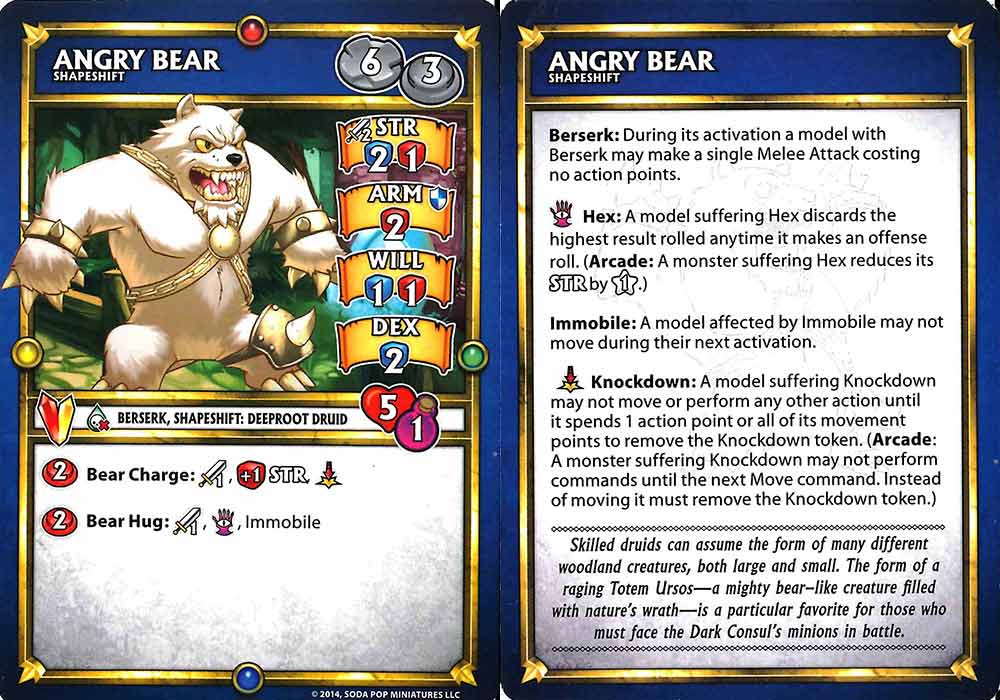 ANGRY BEAR
SHAPESHIFT
6
3
STR
2 1
ARM
2
WILL
1 1
DEX
2
BERSERK, SHAPESHIFT: DEEPROOT DRUID
5
1
2 Bear Charge: , +1 STR
2 Bear Hug: , , Immobile
© 2014, SODA POP MINIATURES LLC
ANGRY BEAR
SHAPESHIFT
Berserk: During its activation a model with
Berserk may make a single Melee Attack costing
no action points.
Hex: A model suffering Hex discards the
highest result rolled anytime it makes an offense
roll. (Arcade: A monster suffering Hex reduces its
STR by 1.)
Immobile: A model affected by Immobile may not
move during their next activation.
Knockdown: A model suffering Knockdown
may not move or perform any other action until
it spends 1 action point or all of its movement
points to remove the Knockdown token. (Arcade:
A monster suffering Knockdown may not perform
commands until the next Move command. Instead
of moving it must remove the Knockdown token.)
Skilled druids can assume the form of many different
woodland creatures, both large and small. The form of a
raging Totem Ursos—a mighty bear–like creature filled
with nature's wrath—is a particular favorite for those who
must face the Dark Consul's minions in battle.